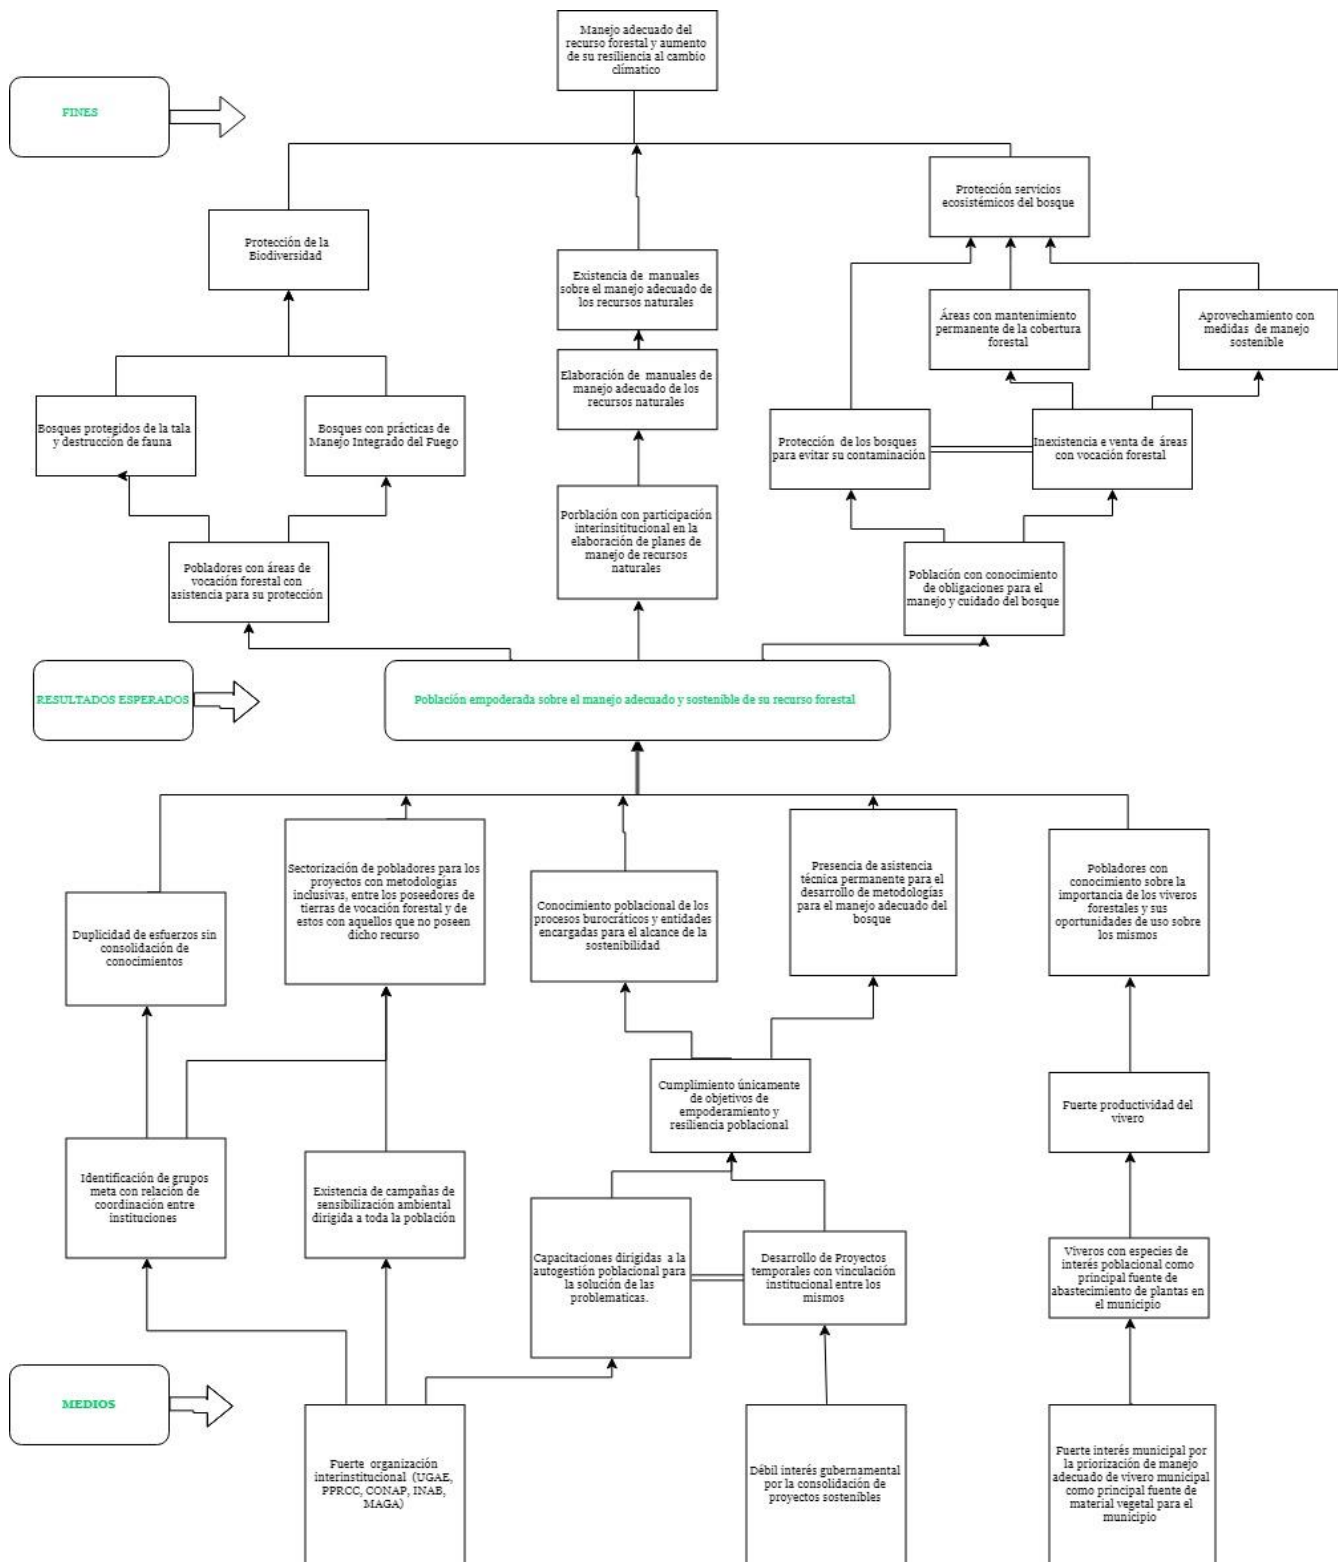 Manejo adecuado del
recurso forestal y aumento
de su resiliencia al cambio
clímatico
FINES
Protección servicios
ecosistémicos del bosque
Protección de la
Biodiversidad
Existencia de manuales
sobre el manejo adecuado de
los recursos naturales
Áreas con mantenimiento
permanente de la cobertura
forestal
Aprovechamiento con
medidas de manejo
sostenible
Elaboración de manuales de
manejo adecuado de los
recursos naturales
Bosques protegidos de la tala
y destrucción de fauna
Bosques con prácticas de
Manejo Integrado del Fuego
Protección de los bosques
para evitar su contaminación
Inexistencia e venta de áreas
con vocación forestal
Porblación con participación
interinsititucional en la
elaboración de planes de
manejo de recursos
naturales
Pobladores con áreas de
vocación forestal con
asistencia para su protección
Población con conocimiento
de obligaciones para el
manejo y cuidado del bosque
RESULTADOS ESPERADOS
Población empoderada sobre el manejo adecuado y sostenible de su recurso forestal
Duplicidad de esfuerzos sin
consolidación de
conocimientos
Sectorización de pobladores para los
proyectos con metodologías
inclusivas, entre los poseedores de
tierras de vocación forestal y de
estos con aquellos que no poseen
dicho recurso
Conocimiento poblacional de los
procesos burocráticos y entidades
encargadas para el alcance de la
sostenibilidad
Presencia de asistencia
técnica permanente para el
desarrollo de metodologías
para el manejo adecuado del
bosque
Pobladores con
conocimiento sobre la
importancia de los viveros
forestales y sus
oportunidades de uso sobre
los mismos
Cumplimiento únicamente
de objetivos de
empoderamiento y
resiliencia poblacional
Fuerte productividad del
vivero
Identificación de grupos
meta con relación de
coordinación entre
instituciones
Existencia de campañas de
sensibilización ambiental
dirigida a toda la población
Capacitaciones dirigidas a la
autogestión poblacional para
la solución de las
problematicas.
Desarrollo de Proyectos
temporales con vinculación
institucional entre los
mismos
Viveros con especies de
interés poblacional como
principal fuente de
abastecimiento de plantas en
el municipio
MEDIOS
Fuerte organización
interinstitucional (UGAE,
PPRCC, CONAP, INAB,
MAGA)
Débil interés gubernamental
por la consolidación de
proyectos sostenibles
Fuerte interés municipal por
la priorización de manejo
adecuado de vivero municipal
como principal fuente de
material vegetal para el
municipio